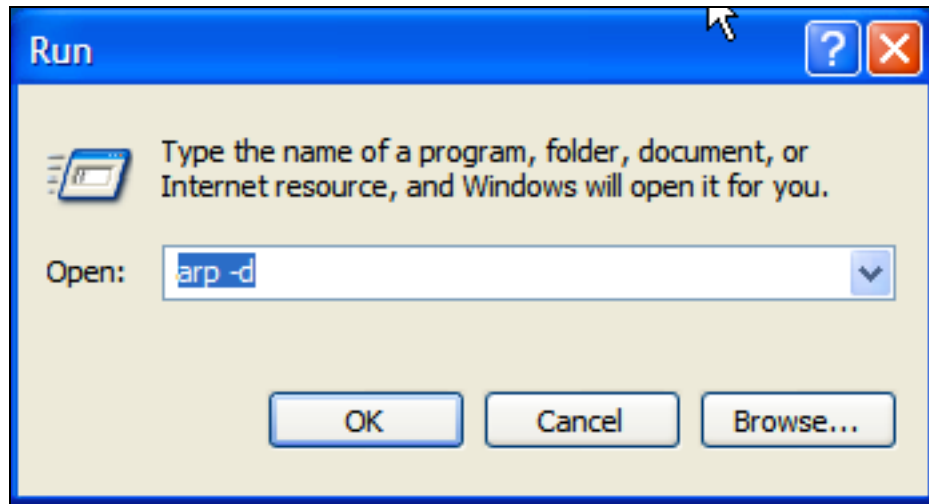 Run
Type the name of a program, folder, document, or
Internet resource, and Windows will open it for you.
Open: arp -d
OK Cancel Browse...